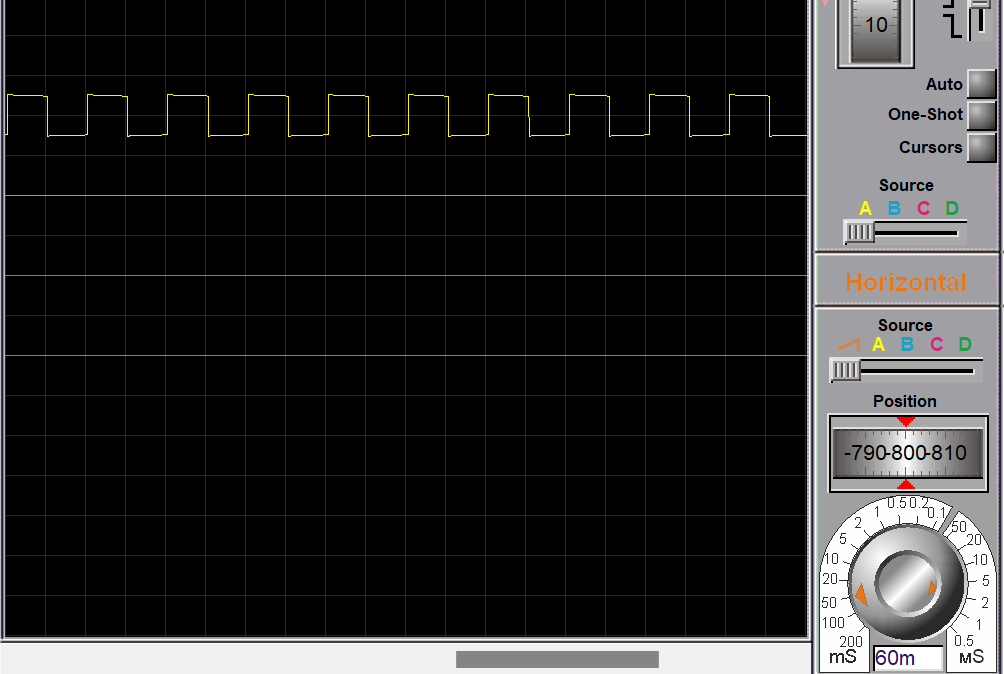 10
Auto
One-Shot
Cursors
Source
A B C D
Horizontal
Source
A B C D
Position
-790-800-810
200 100 50 20 10 5 2 1 0.5 0.2 0.1
50 20 10 5 2 1 0.5
mS
60m
мS